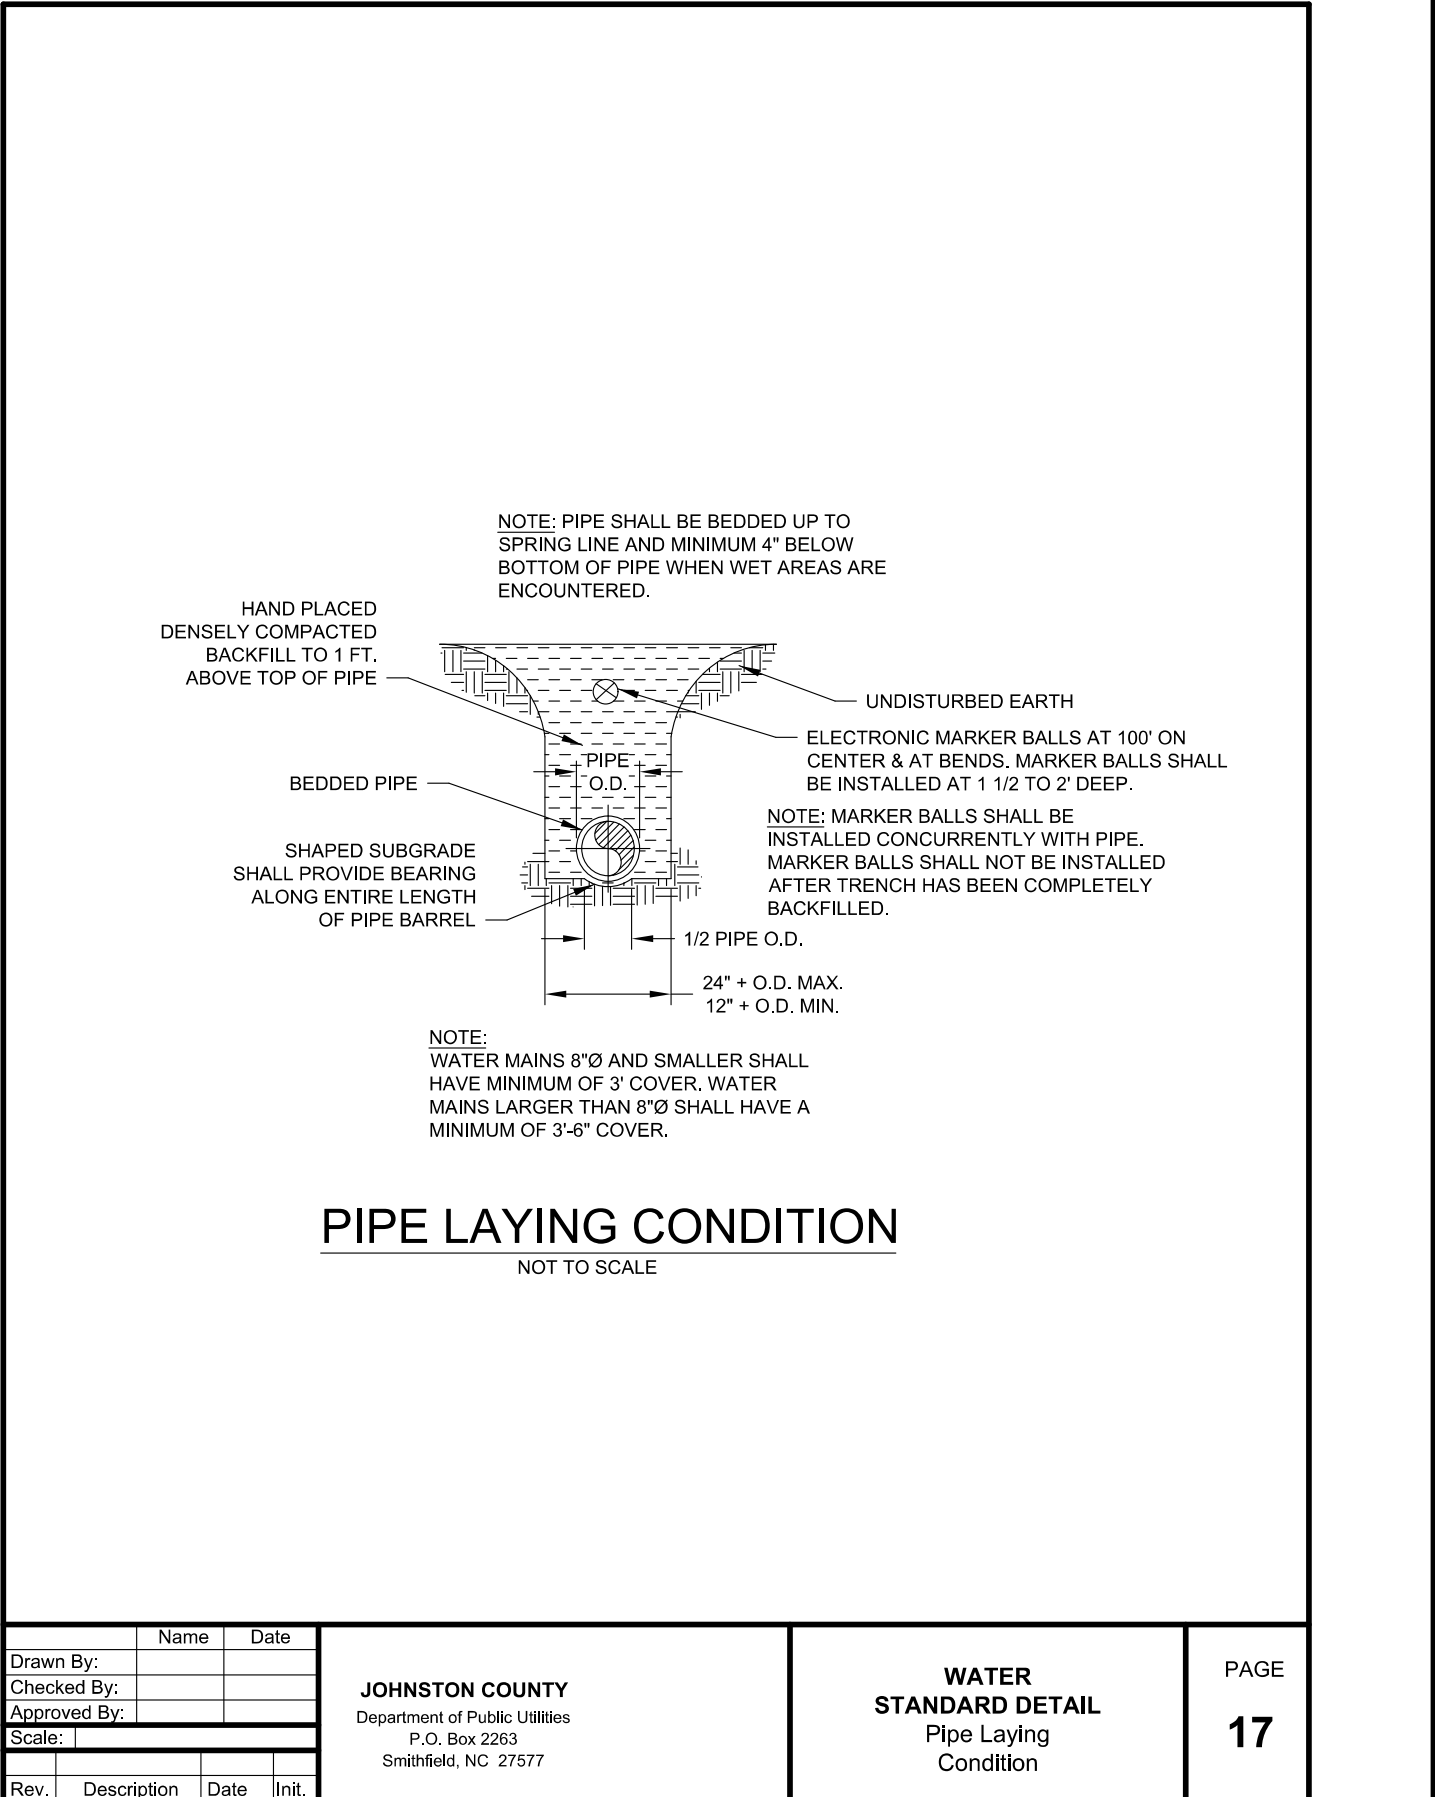 NOTE: PIPE SHALL BE BEDDED UP TO
SPRING LINE AND MINIMUM 4" BELOW
BOTTOM OF PIPE WHEN WET AREAS ARE
ENCOUNTERED.
HAND PLACED
DENSELY COMPACTED
BACKFILL TO 1 FT.
ABOVE TOP OF PIPE
UNDISTURBED EARTH
ELECTRONIC MARKER BALLS AT 100' ON
CENTER & AT BENDS. MARKER BALLS SHALL
BE INSTALLED AT 1 1/2 TO 2' DEEP.
PIPE
O.D.
BEDDED PIPE
NOTE: MARKER BALLS SHALL BE
INSTALLED CONCURRENTLY WITH PIPE.
MARKER BALLS SHALL NOT BE INSTALLED
AFTER TRENCH HAS BEEN COMPLETELY
BACKFILLED.
SHAPED SUBGRADE
SHALL PROVIDE BEARING
ALONG ENTIRE LENGTH
OF PIPE BARREL
1/2 PIPE O.D.
24" + O.D. MAX.
12" + O.D. MIN.
NOTE:
WATER MAINS 8"Ø AND SMALLER SHALL
HAVE MINIMUM OF 3' COVER. WATER
MAINS LARGER THAN 8"Ø SHALL HAVE A
MINIMUM OF 3'-6" COVER.
PIPE LAYING CONDITION
NOT TO SCALE
Name Date
Drawn By:
Checked By:
Approved By:
Scale:
Rev. Description Date Init.
JOHNSTON COUNTY
Department of Public Utilities
P.O. Box 2263
Smithfield, NC 27577
WATER
STANDARD DETAIL
Pipe Laying
Condition
PAGE
17